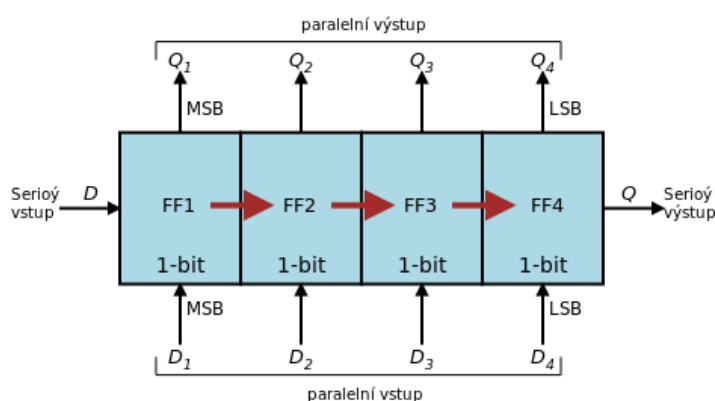 paralelní výstup
Q1 Q2 Q3 Q4
MSB LSB
Serioý vstup
D
FF1 FF2 FF3 FF4
Q
Serioý výstup
1-bit 1-bit 1-bit 1-bit
MSB LSB
D1 D2 D3 D4
paralelní vstup